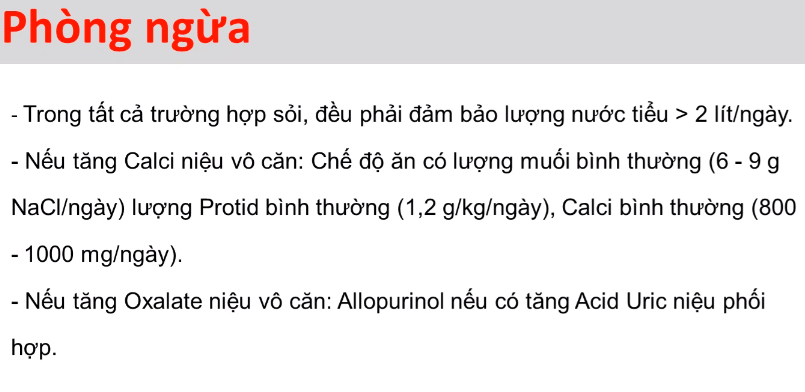 Phòng ngừa
- Trong tất cả trường hợp sỏi, đều phải đảm bảo lượng nước tiểu > 2 lít/ngày.
- Nếu tăng Calci niệu vô căn: Chế độ ăn có lượng muối bình thường (6 - 9 g
NaCl/ngày) lượng Protid bình thường (1,2 g/kg/ngày), Calci bình thường (800
- 1000 mg/ngày).
- Nếu tăng Oxalate niệu vô căn: Allopurinol nếu có tăng Acid Uric niệu phối
hợp.